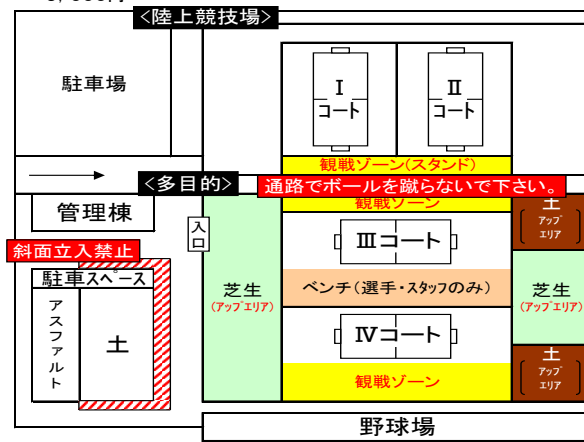 <陸上競技場>
駐車場
Ⅰ
コート
Ⅱ
コート
観戦ゾーン(スタンド)
<多目的>
通路でボールを蹴らないで下さい。
管理棟
入口
観戦ゾーン
土
アップ
エリア
斜面立入禁止
Ⅲコート
駐車スペース
芝生
(アップエリア)
ベンチ(選手・スタッフのみ)
芝生
(アップエリア)
アスファルト
土
Ⅳコート
土
アップ
エリア
観戦ゾーン
野球場